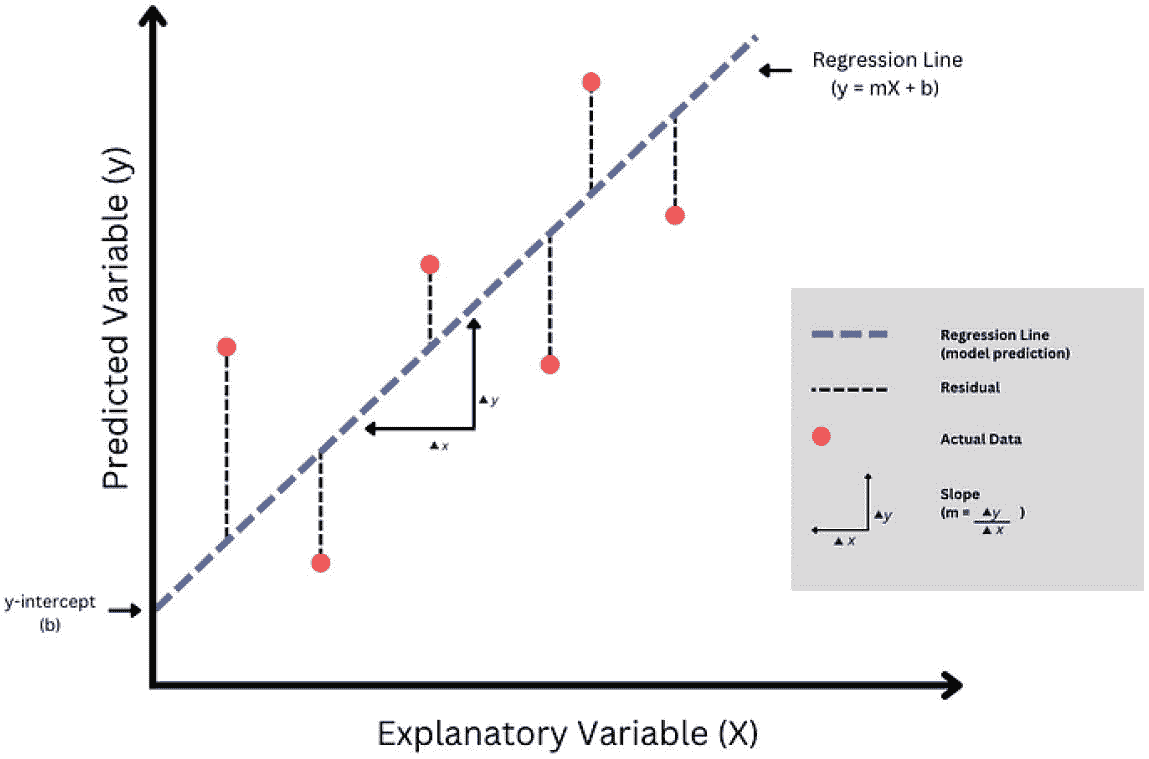 Regression Line
(y = mX + b)
Predicted Variable (y)
▲ y
▲ x
y-intercept
(b)
Explanatory Variable (X)
Regression Line
(model prediction)
Residual
Actual Data
Slope
(m = ▲y )
▲ x
▲y
▲ x